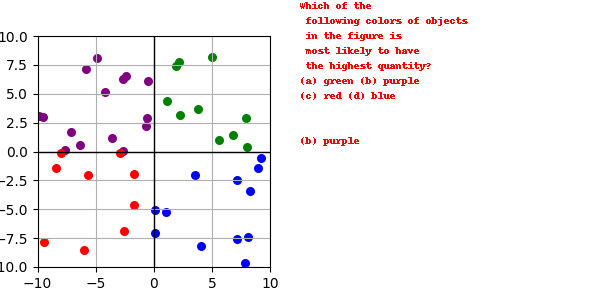 Which of the
following colors of objects
in the figure is
most likely to have
the highest quantity?
(a) green (b) purple
(c) red (d) blue
(b) purple
10.0
7.5
5.0
2.5
0.0
−2.5
−5.0
−7.5
10.0
−10 −5 0 5 10